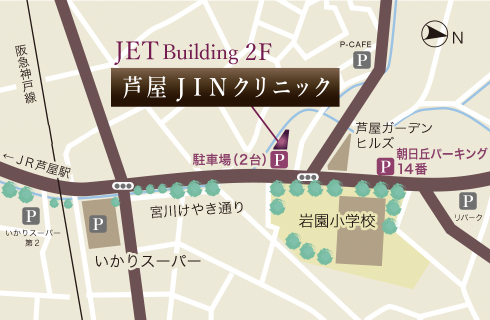 JET Building 2F
芦屋 JINクリニック
P-CAFE
P
N
阪急神戸線
←JR芦屋駅
駐車場(2台) P
芦屋ガーデン
ヒルズ
P 朝日丘パーキング
14番
宮川けやき通り
岩園小学校
P
リパーク
P
いかりスーパー
第2
P
いかりスーパー